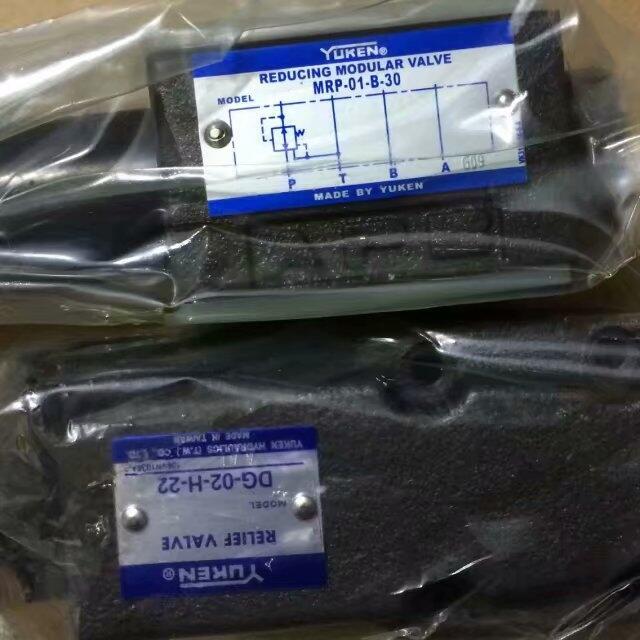 YUKEN®
REDUCING MODULAR VALVE
MRP-01-B-30
MODEL
P T B A G09
MADE BY YUKEN
YUKEN®
RELIEF VALVE
MODEL
DG-02-H-22
YUKEN HYDRAULICS (T.W.) CO., LTD.
MADE IN TAIWAN